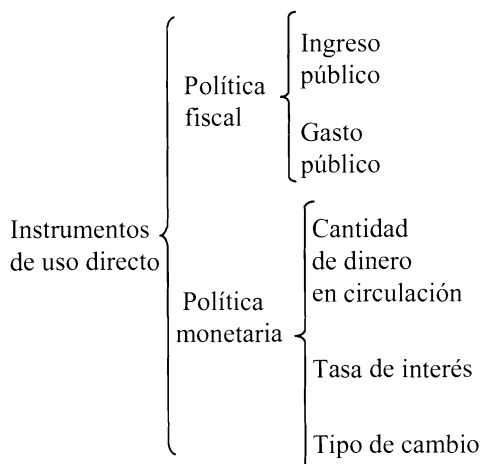 Instrumentos
de uso directo
Política
fiscal
Ingreso
público
Gasto
público
Política
monetaria
Cantidad
de dinero
en circulación
Tasa de interés
Tipo de cambio